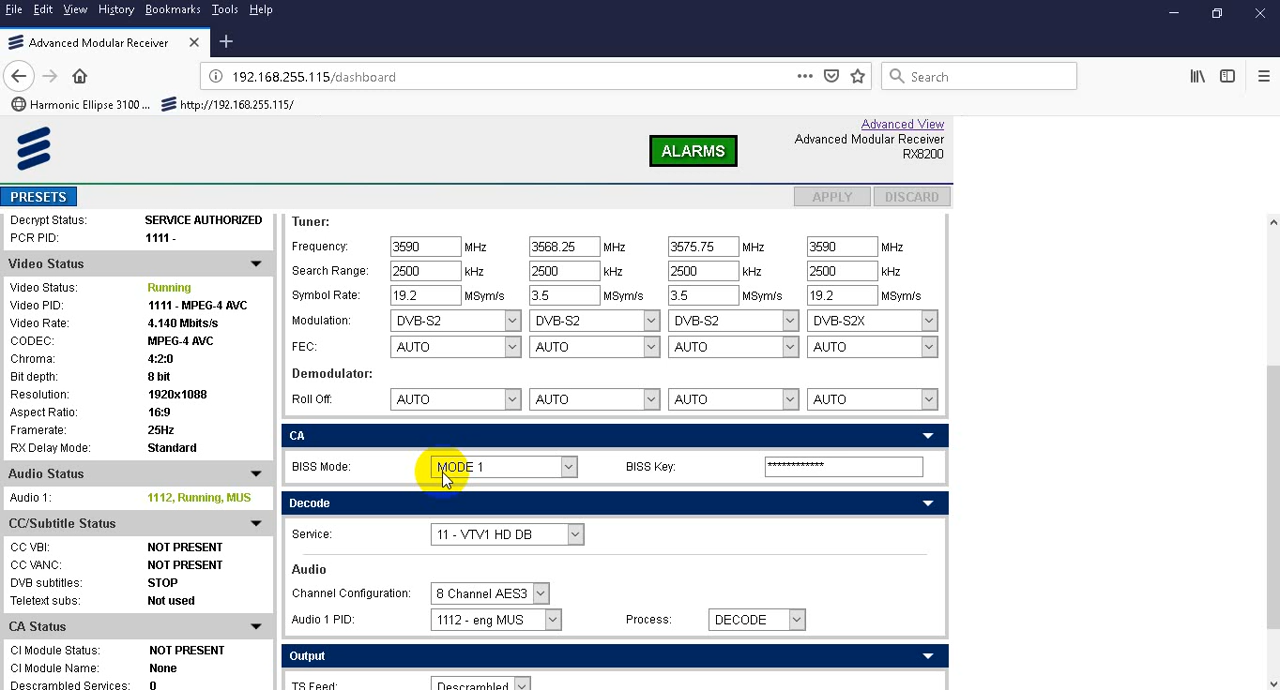 File Edit View History Bookmarks Tools Help
Advanced Modular Receiver
192.168.255.115/dashboard
Search
Harmonic Ellipse 3100 ... http://192.168.255.115/
Advanced View
ALARMS
Advanced Modular Receiver
RX8200
PRESETS
APPLY DISCARD
Decrypt Status: SERVICE AUTHORIZED
PCR PID: 1111 -
Video Status
Video Status: Running
Video PID: 1111 - MPEG-4 AVC
Video Rate: 4.140 Mbits/s
CODEC: MPEG-4 AVC
Chroma: 4:2:0
Bit depth: 8 bit
Resolution: 1920x1088
Aspect Ratio: 16:9
Framerate: 25Hz
RX Delay Mode: Standard
Audio Status
Audio 1: 1112, Running, MUS
CC/Subtitle Status
CC VBI: NOT PRESENT
CC VANC: NOT PRESENT
DVB subtitles: STOP
Teletext subs: Not used
CA Status
CI Module Status: NOT PRESENT
CI Module Name: None
Descrambled Services: 0
Tuner:
Frequency: 3590 MHz 3568.25 MHz 3575.75 MHz 3590 MHz
Search Range: 2500 kHz 2500 kHz 2500 kHz 2500 kHz
Symbol Rate: 19.2 MSym/s 3.5 MSym/s 3.5 MSym/s 19.2 MSym/s
Modulation: DVB-S2 DVB-S2 DVB-S2 DVB-S2X
FEC: AUTO AUTO AUTO AUTO
Demodulator:
Roll Off: AUTO AUTO AUTO AUTO
CA
BISS Mode: MODE 1 BISS Key: ************
Decode
Service: 11 - VTV1 HD DB
Audio
Channel Configuration: 8 Channel AES3
Audio 1 PID: 1112 - eng MUS Process: DECODE
Output
TS Feed: Descrambled